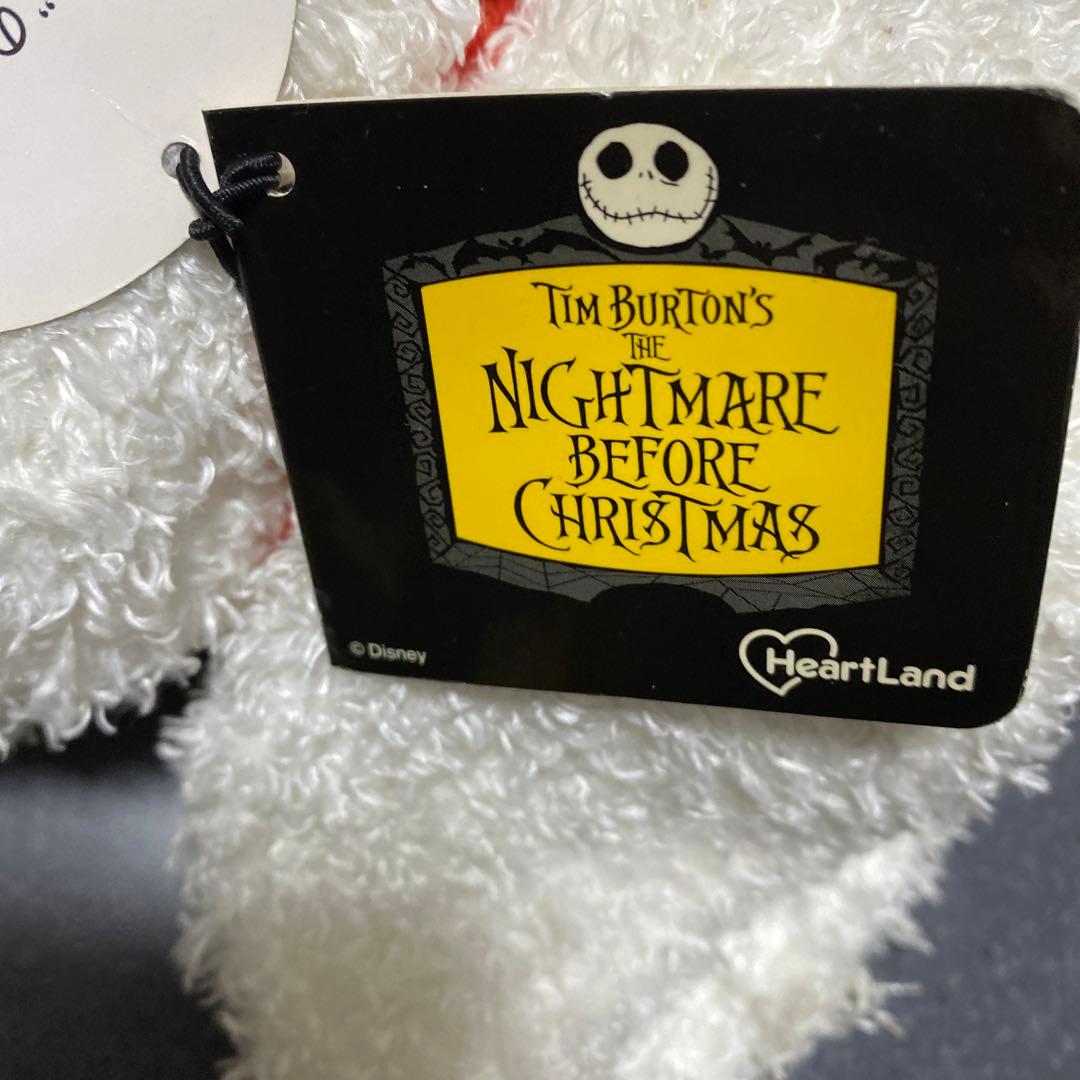 TIM BURTON'S
THE
NIGHTMARE
BEFORE
CHRISTMAS
© Disney
HeartLand